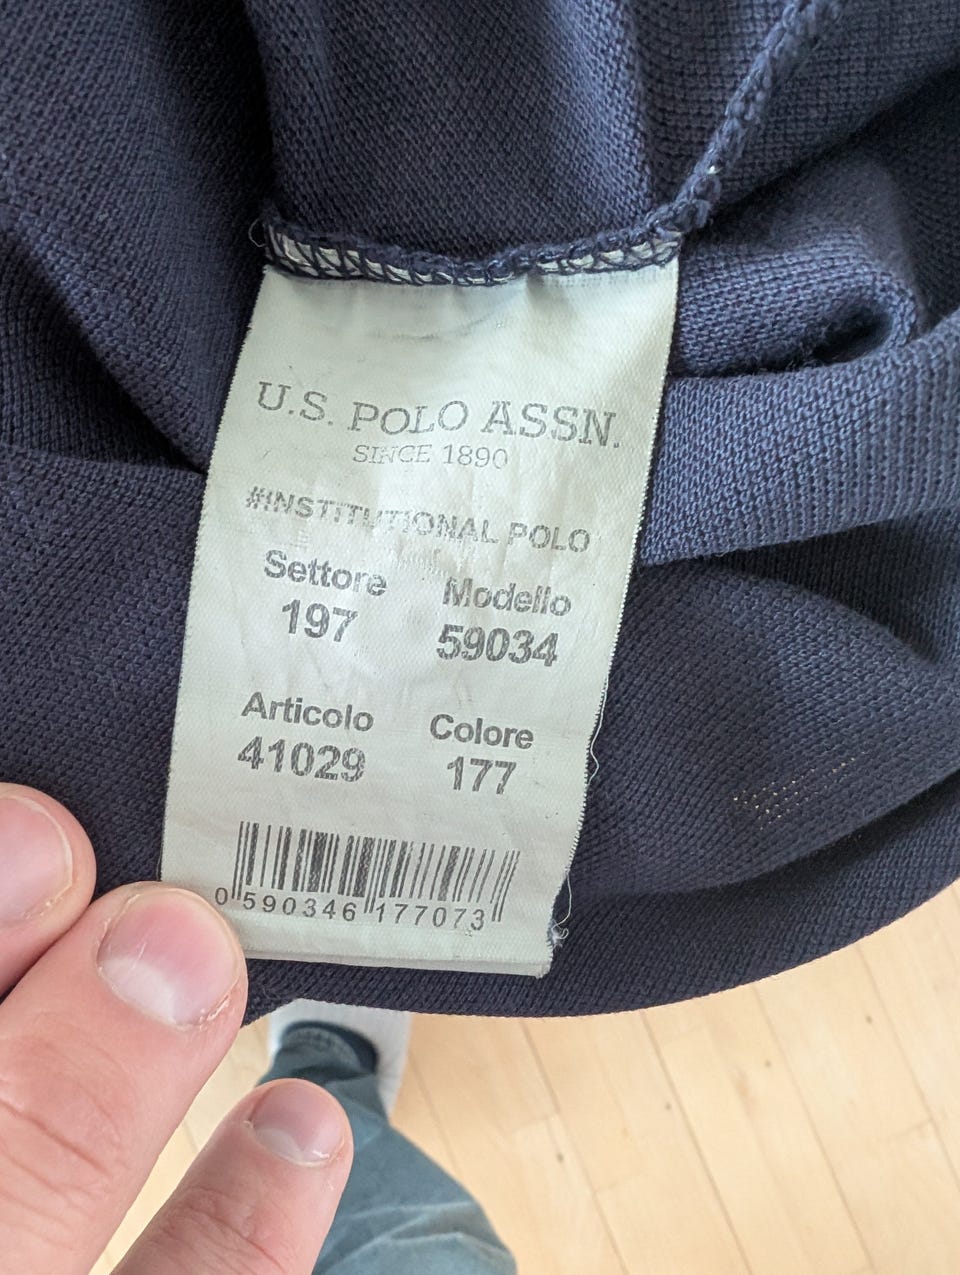 U.S. POLO ASSN.
SINCE 1890
#INSTITUTIONAL POLO
Settore Modello
197 59034
Articolo Colore
41029 177
0 590346 177073